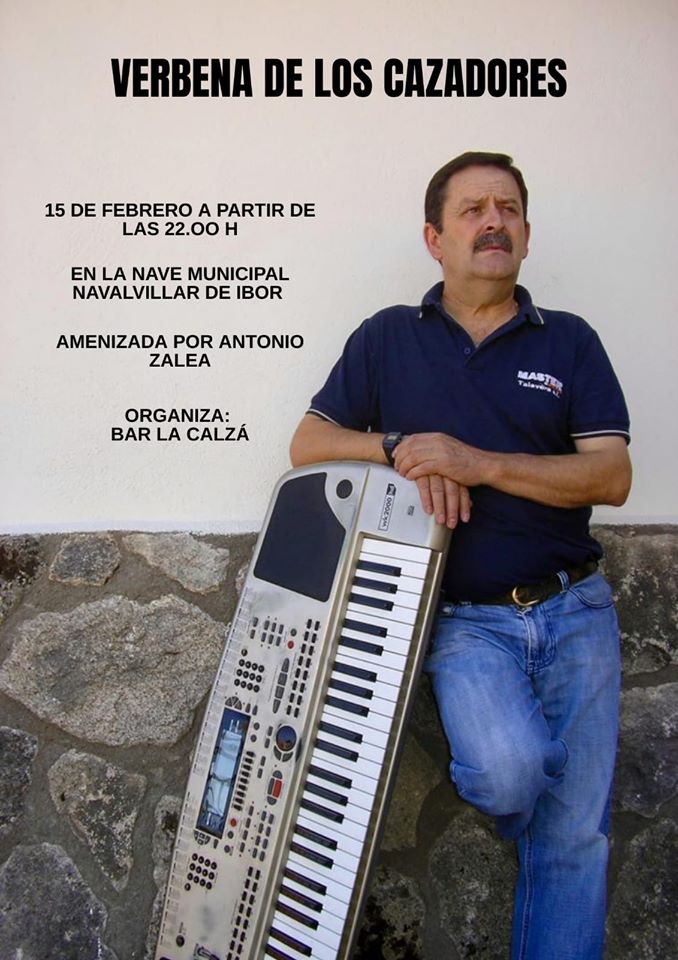 VERBENA DE LOS CAZADORES
15 DE FEBRERO A PARTIR DE
LAS 22.OO H
EN LA NAVE MUNICIPAL
NAVALVILLAR DE IBOR
AMENIZADA POR ANTONIO
ZALEA
ORGANIZA:
BAR LA CALZÁ
MASTER
Talavera
wk2000